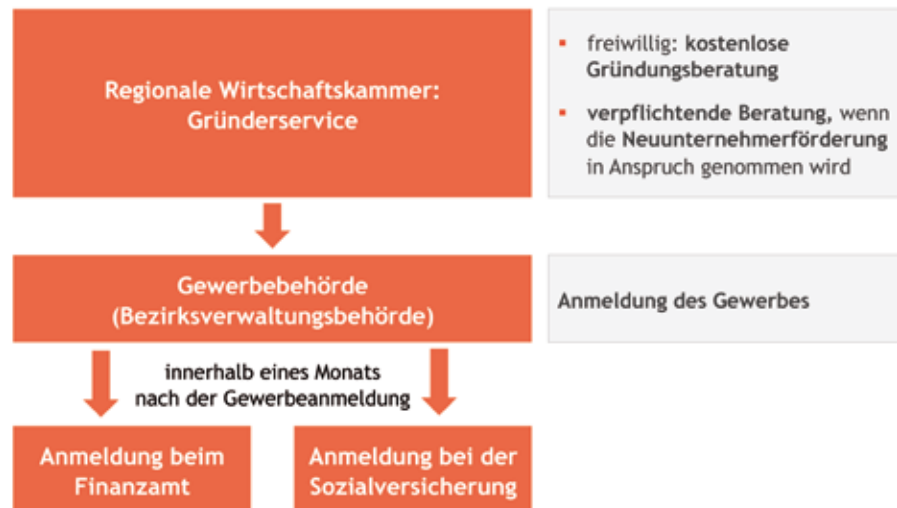 Regionale Wirtschaftskammer:
Gründerservice
▪ freiwillig: kostenlose
Gründungsberatung
▪ verpflichtende Beratung, wenn
die Neuunternehmerförderung
in Anspruch genommen wird
Gewerbebehörde
(Bezirksverwaltungsbehörde)
Anmeldung des Gewerbes
innerhalb eines Monats
nach der Gewerbeanmeldung
Anmeldung beim
Finanzamt
Anmeldung bei der
Sozialversicherung